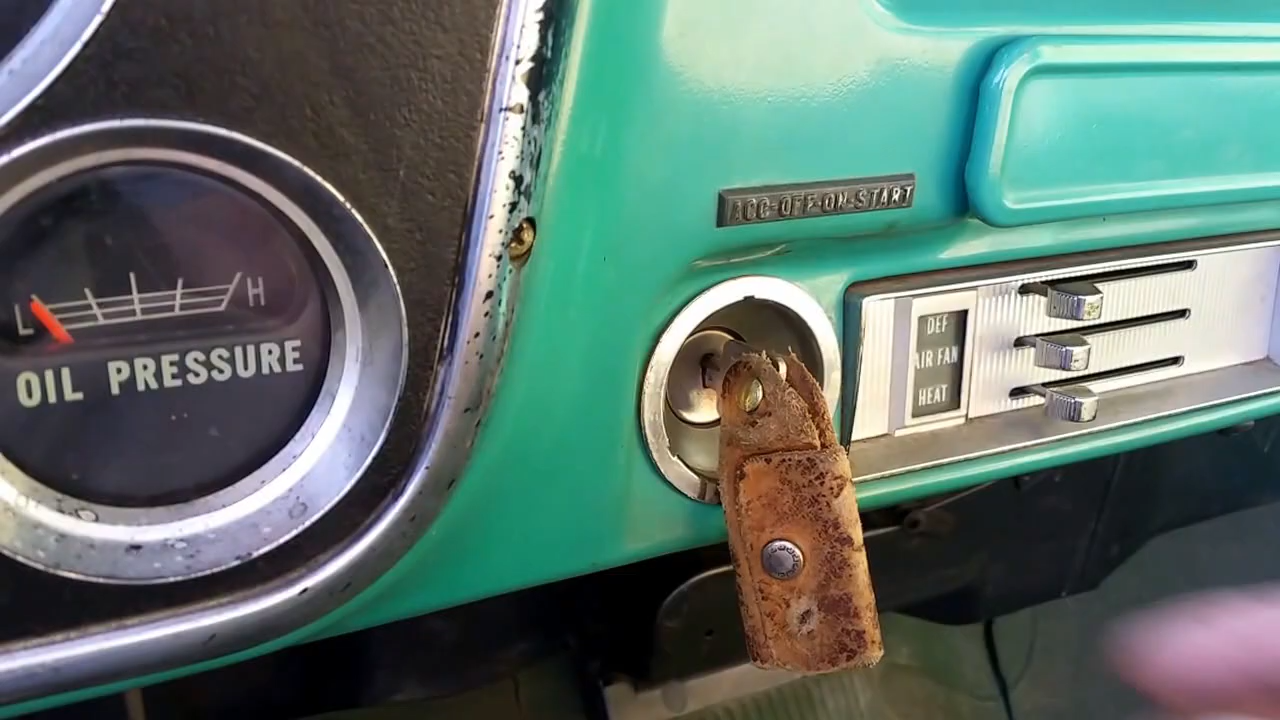 ACC-OFF-ON-START
L H
OIL PRESSURE
DEF
AIR FAN
HEAT